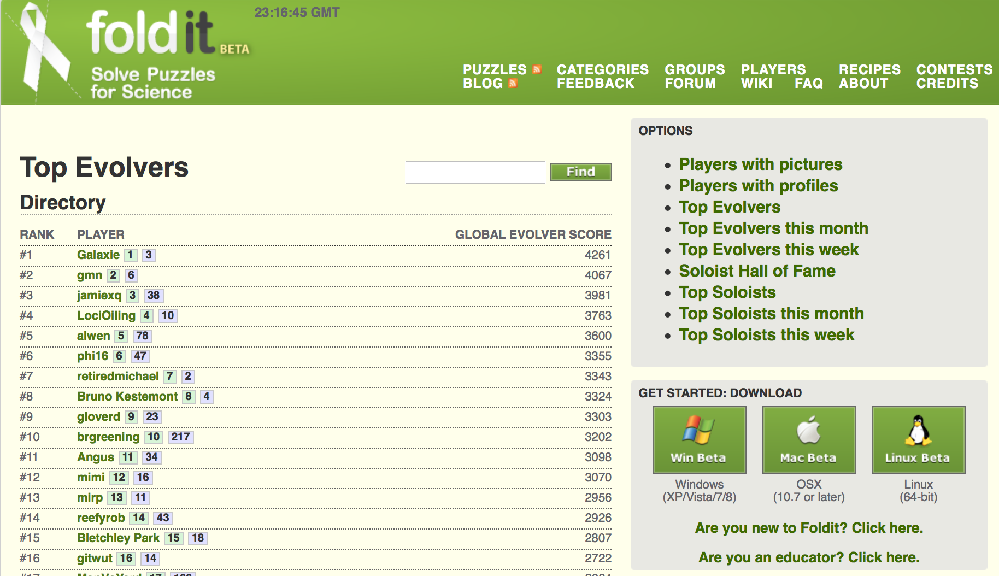 23:16:45 GMT
foldit BETA
Solve Puzzles
for Science
PUZZLES CATEGORIES GROUPS PLAYERS RECIPES CONTESTS
BLOG FEEDBACK FORUM WIKI FAQ ABOUT CREDITS
Top Evolvers
Find
Directory
RANK PLAYER GLOBAL EVOLVER SCORE
#1 Galaxie 1 3 4261
#2 gmn 2 6 4067
#3 jamiexq 3 38 3981
#4 LociOiling 4 10 3763
#5 alwen 5 78 3600
#6 phi16 6 47 3355
#7 retiredmichael 7 2 3343
#8 Bruno Kestemont 8 4 3324
#9 gloverd 9 23 3303
#10 brgreening 10 217 3202
#11 Angus 11 34 3098
#12 mimi 12 16 3070
#13 mirp 13 11 2956
#14 reefyrob 14 43 2926
#15 Bletchley Park 15 18 2807
#16 gitwut 16 14 2722
#17 17
OPTIONS
Players with pictures
Players with profiles
Top Evolvers
Top Evolvers this month
Top Evolvers this week
Soloist Hall of Fame
Top Soloists
Top Soloists this month
Top Soloists this week
GET STARTED: DOWNLOAD
Win Beta Mac Beta Linux Beta
Windows OSX Linux
(XP/Vista/7/8) (10.7 or later) (64-bit)
Are you new to Foldit? Click here.
Are you an educator? Click here.